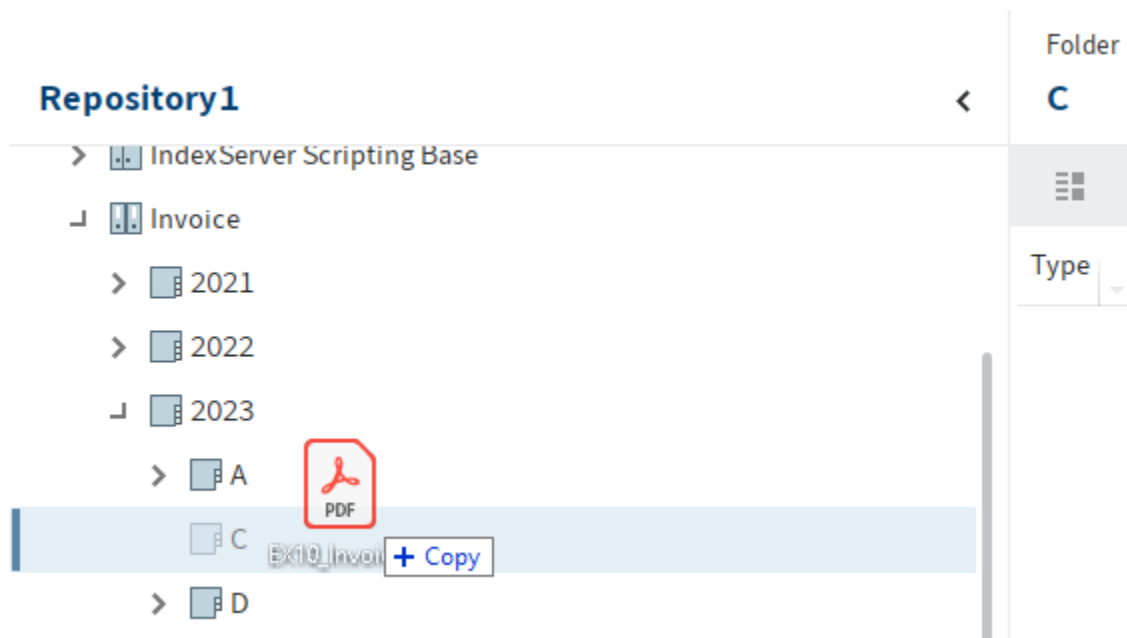 Folder
Repository1
C
IndexServer Scripting Base
Invoice
2021
Type
2022
2023
A
PDF
C
+ Copy
D